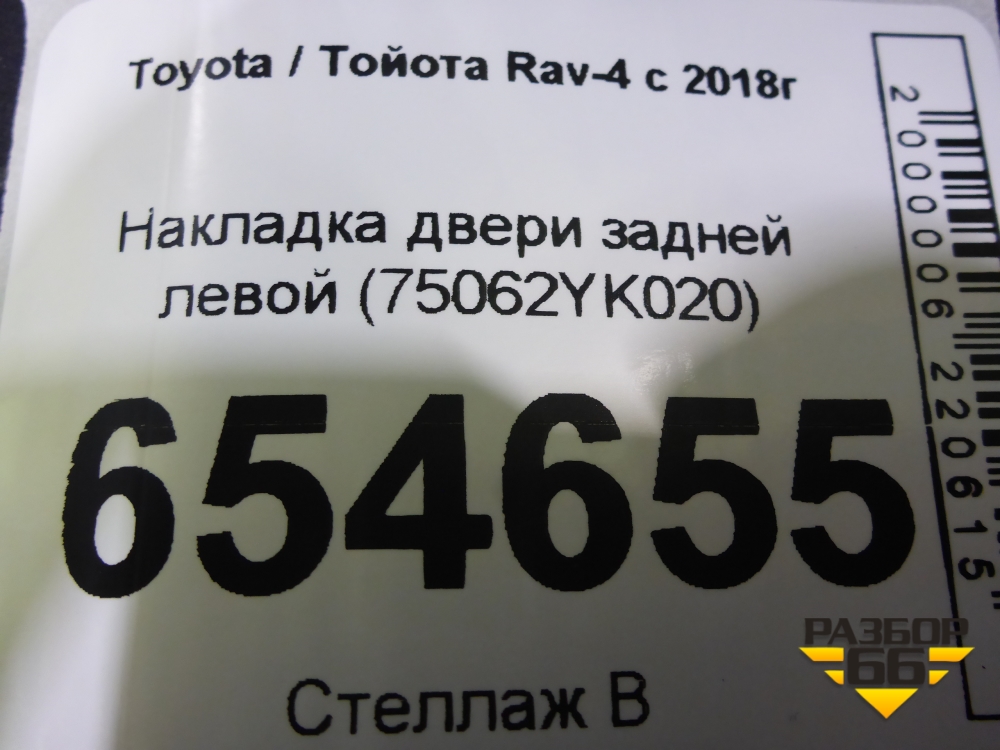 Toyota / Тойота Rav-4 с 2018г
Накладка двери задней
левой (75062YK020)
654655
Стеллаж В
2000006220615
РАЗБОР
66